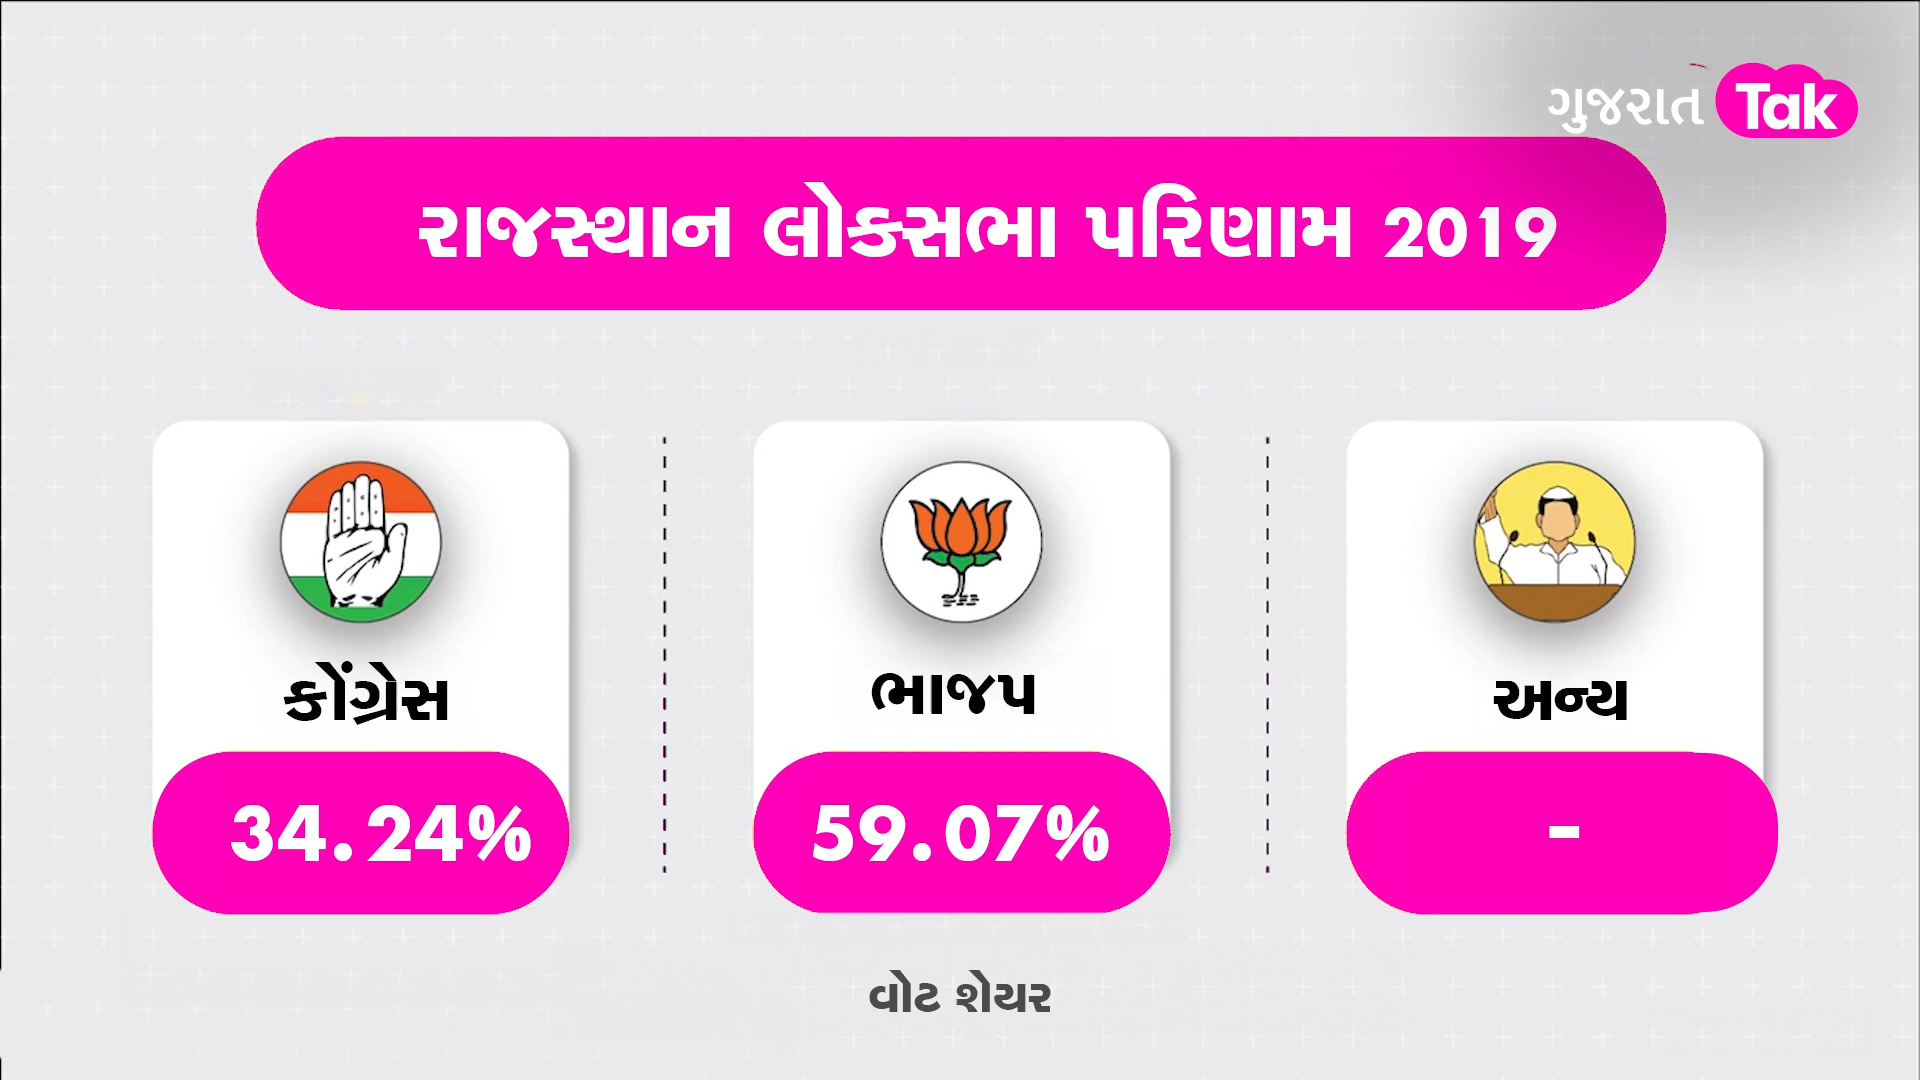 ગુજરાત Tak
રાજસ્થાન લોકસભા પરિણામ 2019
કોંગ્રેસ
34.24%
ભાજપ
59.07%
અન્ય
-
વોટ શેયર